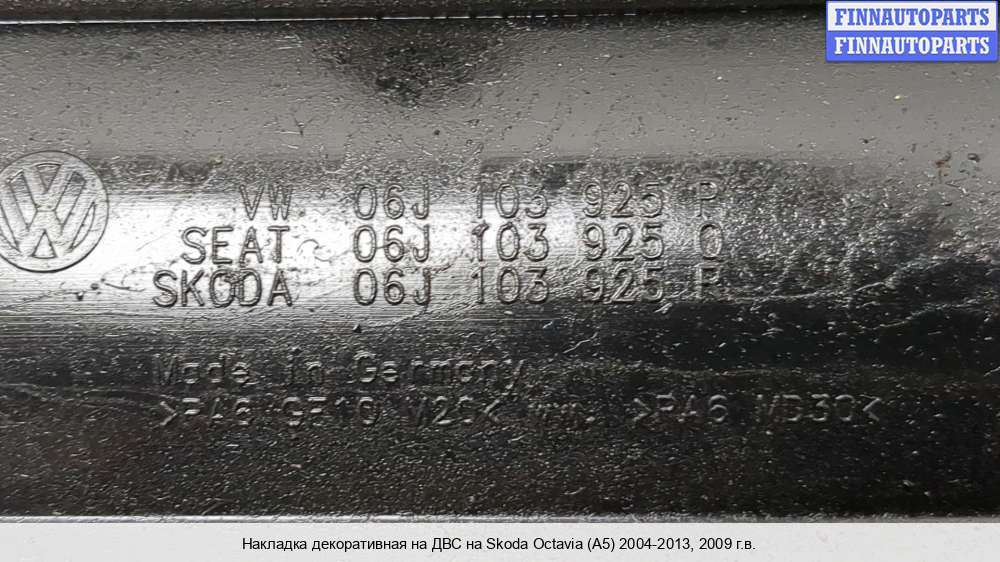 FINNAUTOPARTS
FINNAUTOPARTS
VW 06J 103 925 P
SEAT 06J 103 925 Q
SKODA 06J 103 925 R
Made in Germany
>PA6 GF10 M20< >PA6 MD30<
Накладка декоративная на ДВС на Skoda Octavia (A5) 2004-2013, 2009 г.в.